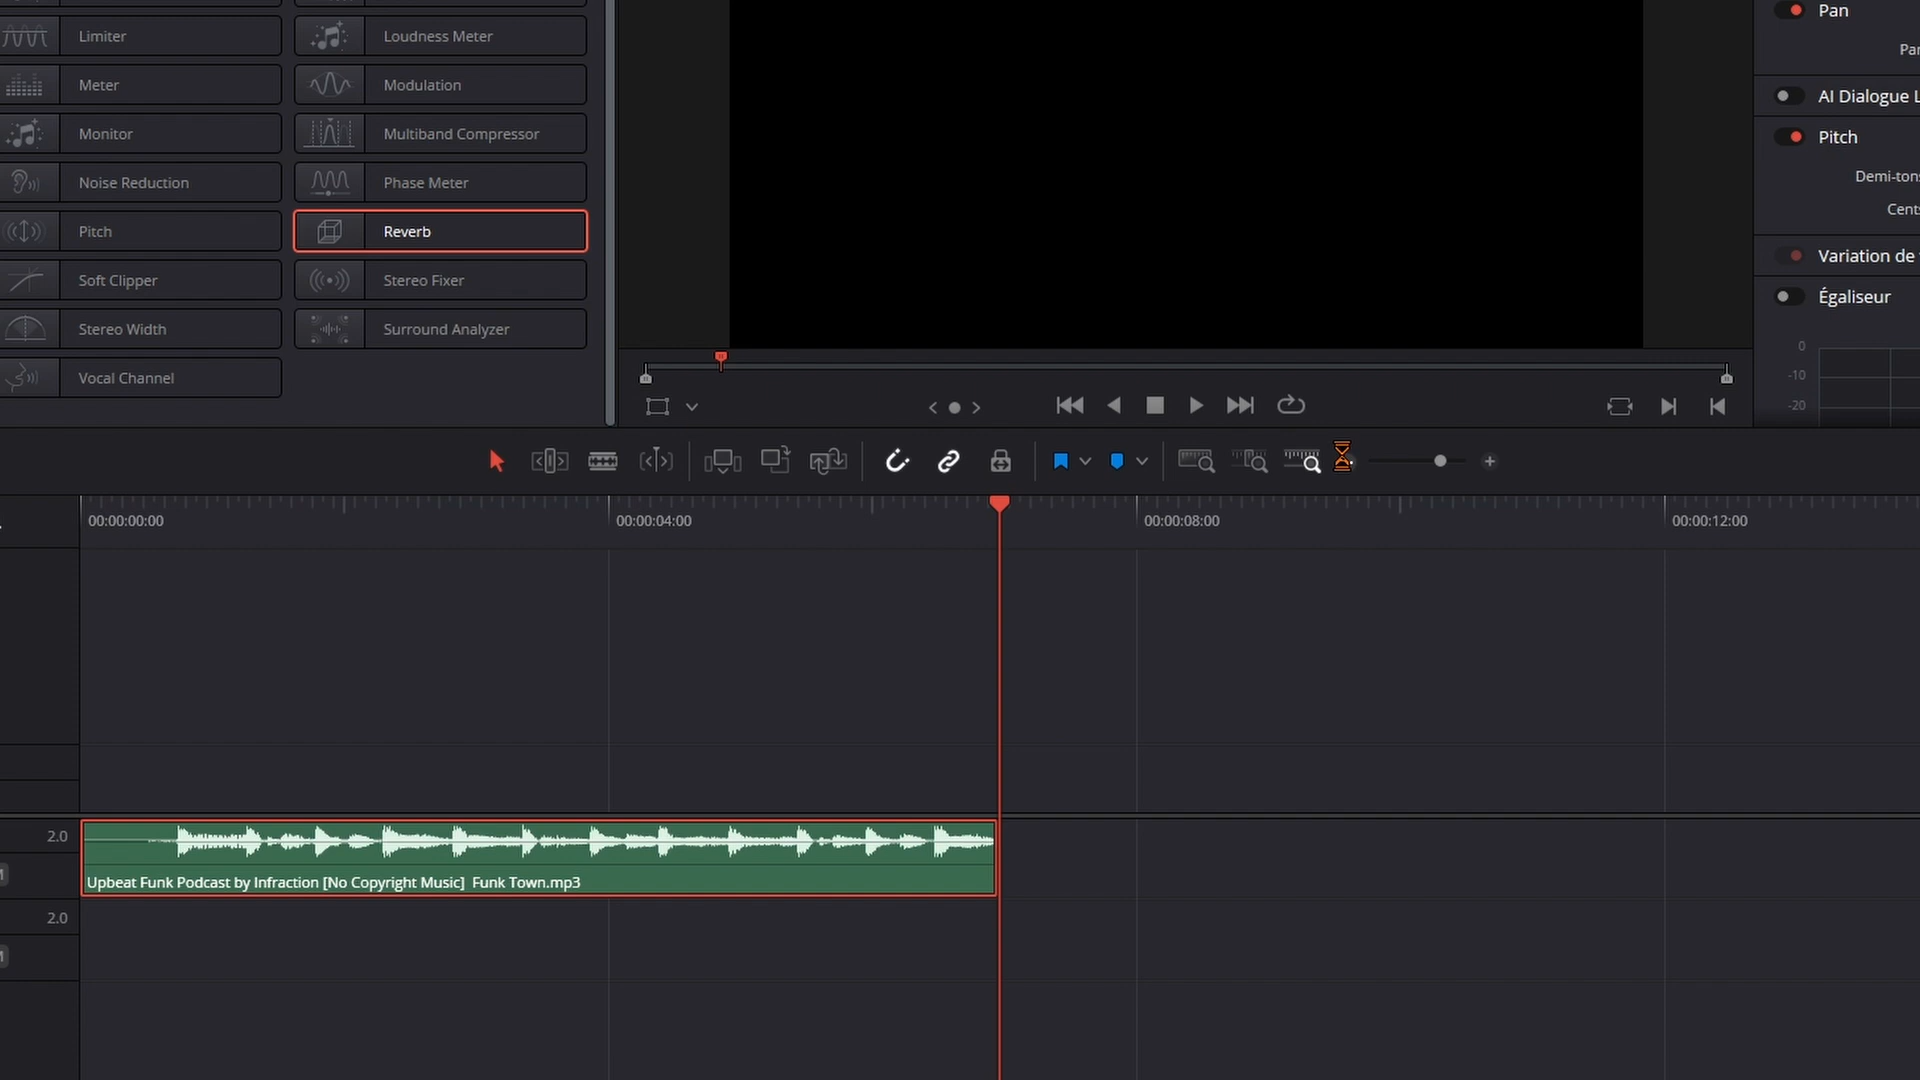 Limiter
Loudness Meter
Meter
Modulation
Monitor
Multiband Compressor
Noise Reduction
Phase Meter
Pitch
Reverb
Soft Clipper
Stereo Fixer
Stereo Width
Surround Analyzer
Vocal Channel
Pan
AI Dialogue L
Pitch
Demi-tons
Cents
Variation de
Égaliseur
0
-10
-20
00:00:00:00
00:00:04:00
00:00:08:00
00:00:12:00
2.0
Upbeat Funk Podcast by Infraction [No Copyright Music]  Funk Town.mp3
2.0